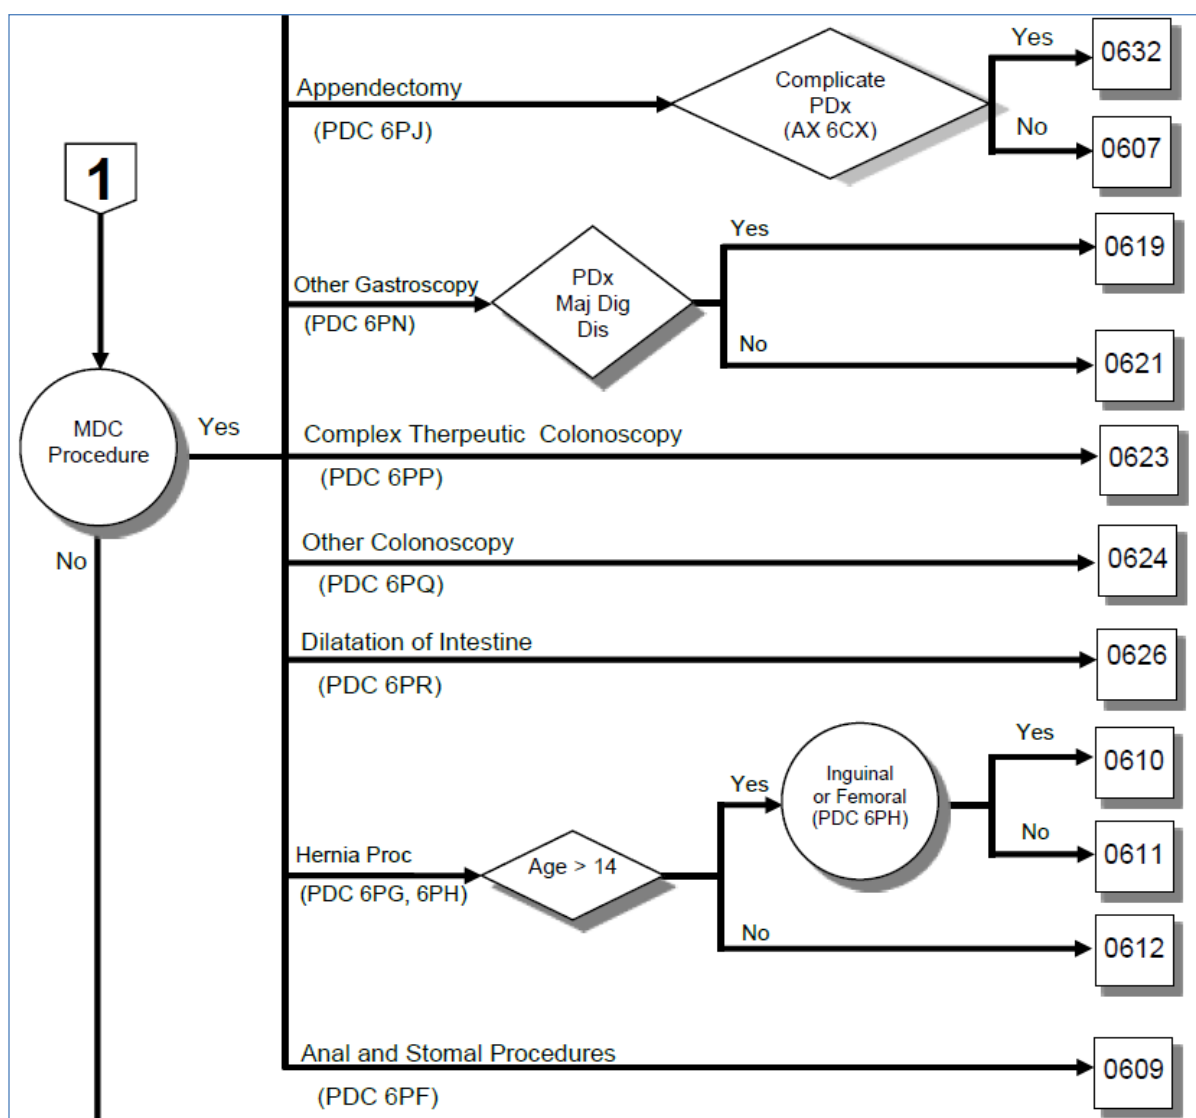 Appendectomy
(PDC 6PJ)
Complicate
PDx
(AX 6CX)
Yes
0632
No
0607
1
Other Gastroscopy
(PDC 6PN)
PDx
Maj Dig
Dis
Yes
0619
No
0621
MDC
Procedure
Yes
No
Complex Therpeutic Colonoscopy
(PDC 6PP)
0623
Other Colonoscopy
(PDC 6PQ)
0624
Dilatation of Intestine
(PDC 6PR)
0626
Hernia Proc
(PDC 6PG, 6PH)
Age > 14
Yes
Inguinal
or Femoral
(PDC 6PH)
Yes
0610
No
0611
No
0612
Anal and Stomal Procedures
(PDC 6PF)
0609